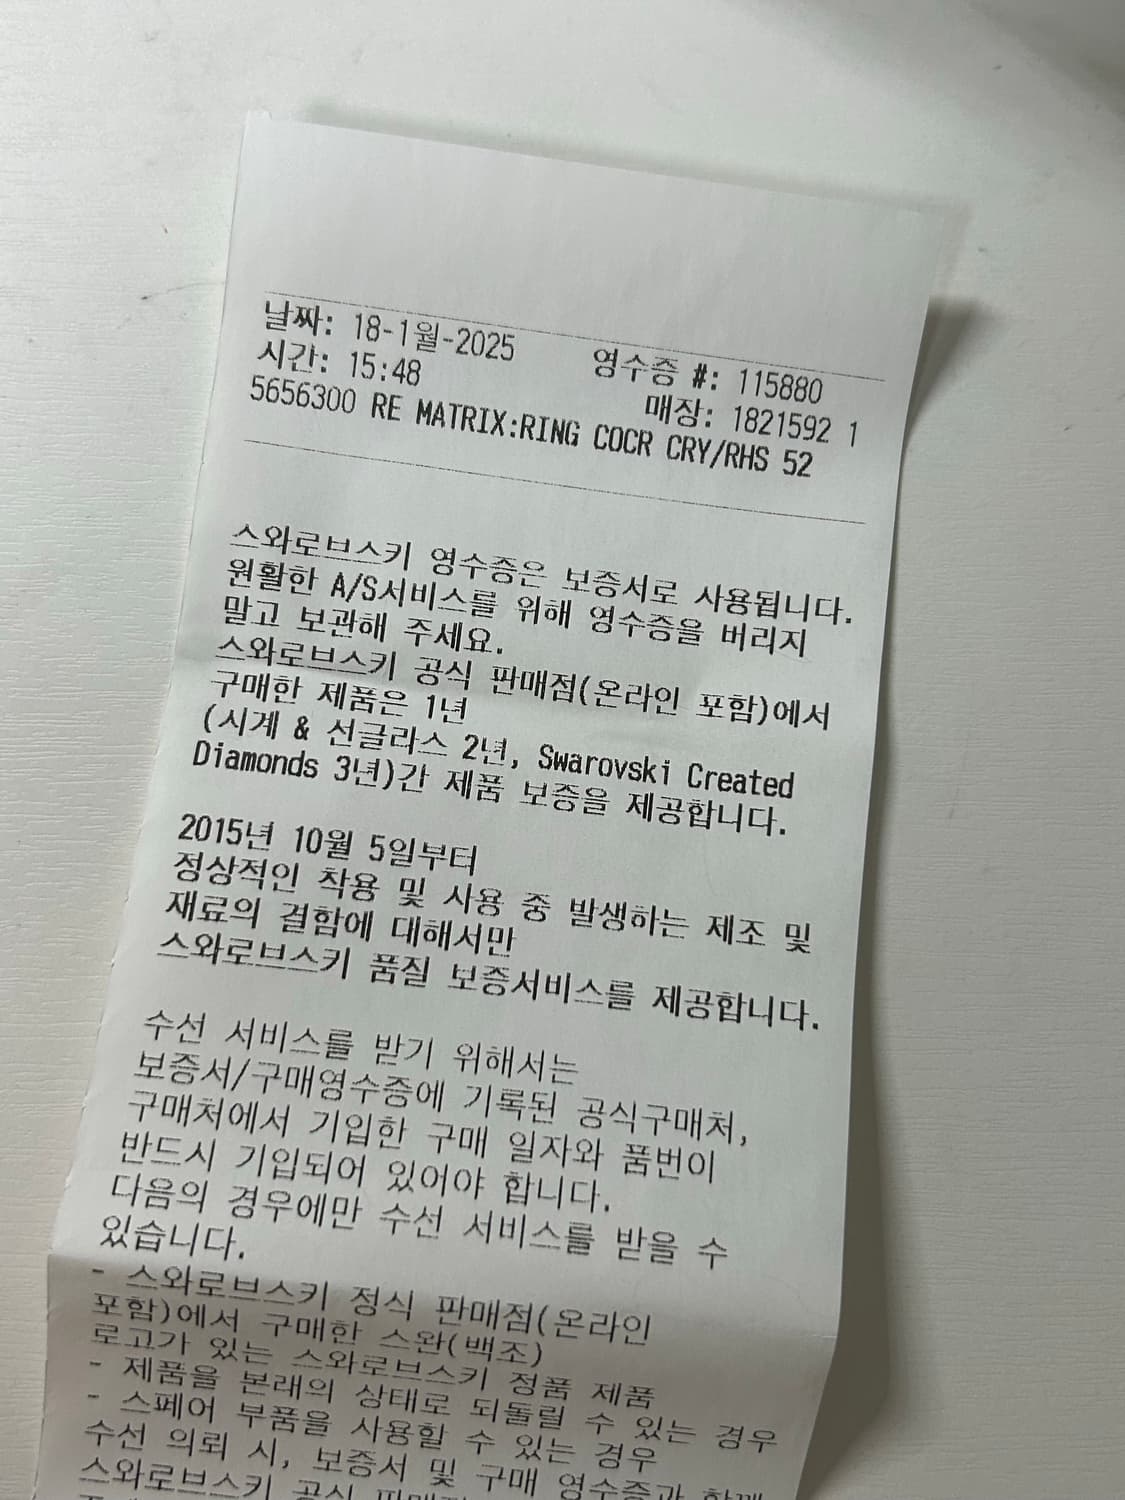 날짜: 18-1월-2025 영수증 #: 115880
시간: 15:48 매장: 1821592 1
5656300 RE MATRIX:RING COCR CRY/RHS 52
스와로브스키 영수증은 보증서로 사용됩니다.
원활한 A/S서비스를 위해 영수증을 버리지
말고 보관해 주세요.
스와로브스키 공식 판매점(온라인 포함)에서
구매한 제품은 1년
(시계 & 선글라스 2년, Swarovski Created
Diamonds 3년)간 제품 보증을 제공합니다.
2015년 10월 5일부터
정상적인 착용 및 사용 중 발생하는 제조 및
재료의 결함에 대해서만
스와로브스키 품질 보증서비스를 제공합니다.
수선 서비스를 받기 위해서는
보증서/구매영수증에 기록된 공식구매처,
구매처에서 기입한 구매 일자와 품번이
반드시 기입되어 있어야 합니다.
다음의 경우에만 수선 서비스를 받을 수
있습니다.
- 스와로브스키 정식 판매점(온라인
포함)에서 구매한 스완(백조)
로고가 있는 스와로브스키 정품 제품
- 제품을 본래의 상태로 되돌릴 수 있는 경우
- 스페어 부품을 사용할 수 있는 경우
수선 의뢰 시, 보증서 및 구매 영수증과 함께
스와로브스키 공식